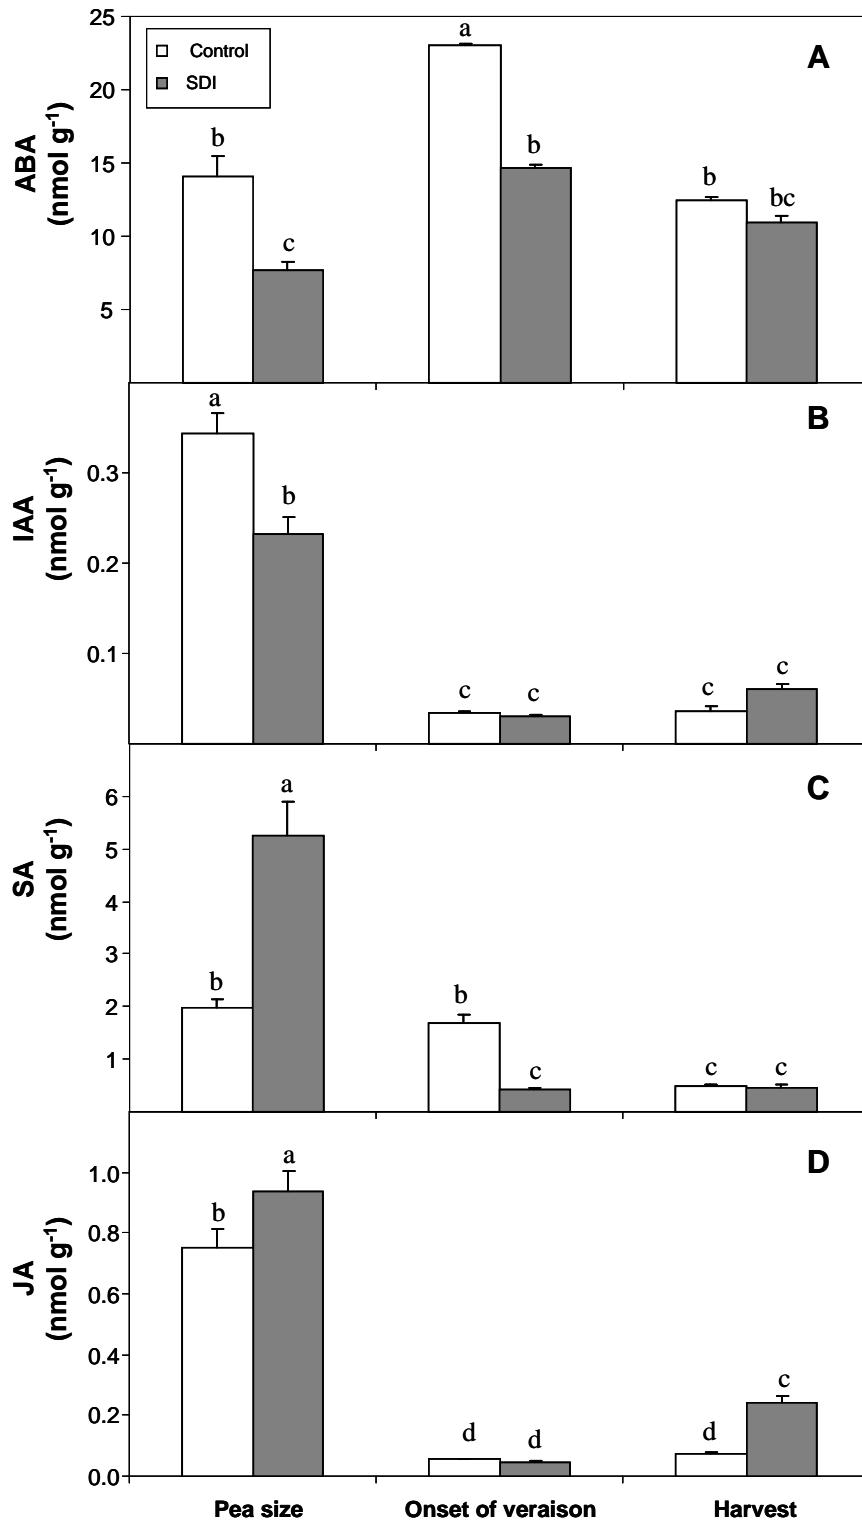 25
Control
SDI
A
a
20
b
b
15
b
bc
c
10
5
ABA
(nmol g⁻¹)
a
B
0.3
b
0.2
0.1
c
c
c
c
IAA
(nmol g⁻¹)
a
C
6
5
4
3
b
b
2
1
c
c
c
SA
(nmol g⁻¹)
a
D
1.0
b
0.8
0.6
0.4
c
0.2
d
d
d
0.0
JA
(nmol g⁻¹)
Pea size
Onset of veraison
Harvest